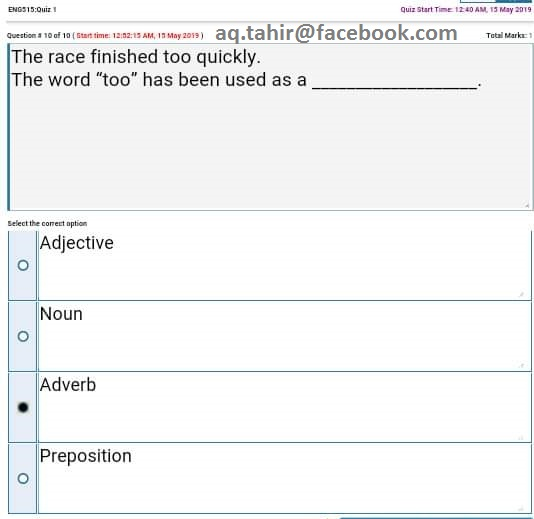 ENG515:Quiz 1
Quiz Start Time: 12:40 AM, 15 May 2019
Question # 10 of 10 ( Start time: 12:52:15 AM, 15 May 2019 )
aq.tahir@facebook.com
Total Marks: 1
The race finished too quickly.
The word “too” has been used as a ___________________.
Select the correct option
Adjective
Noun
Adverb
Preposition